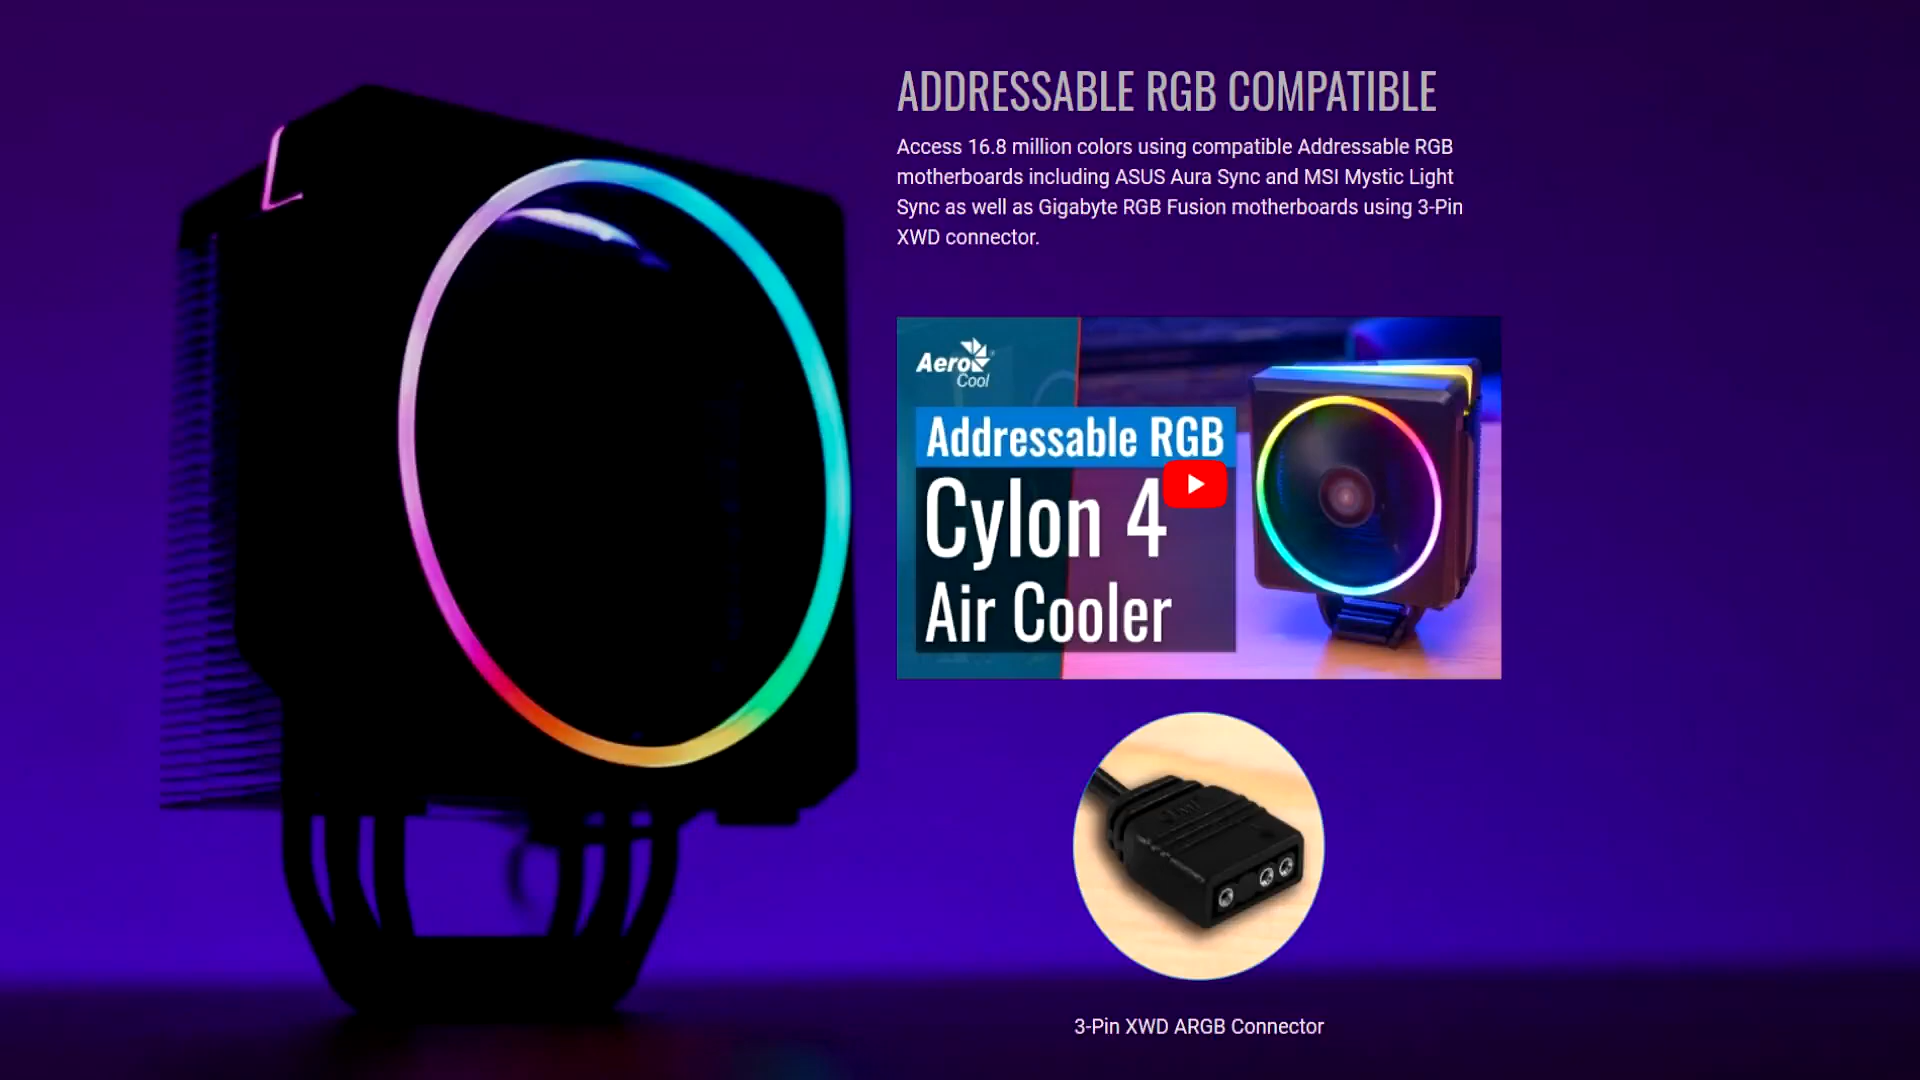 ADDRESSABLE RGB COMPATIBLE
Access 16.8 million colors using compatible Addressable RGB
motherboards including ASUS Aura Sync and MSI Mystic Light
Sync as well as Gigabyte RGB Fusion motherboards using 3-Pin
XWD connector.
Aero
Cool
Addressable RGB
Cylon 4
Air Cooler
3-Pin XWD ARGB Connector